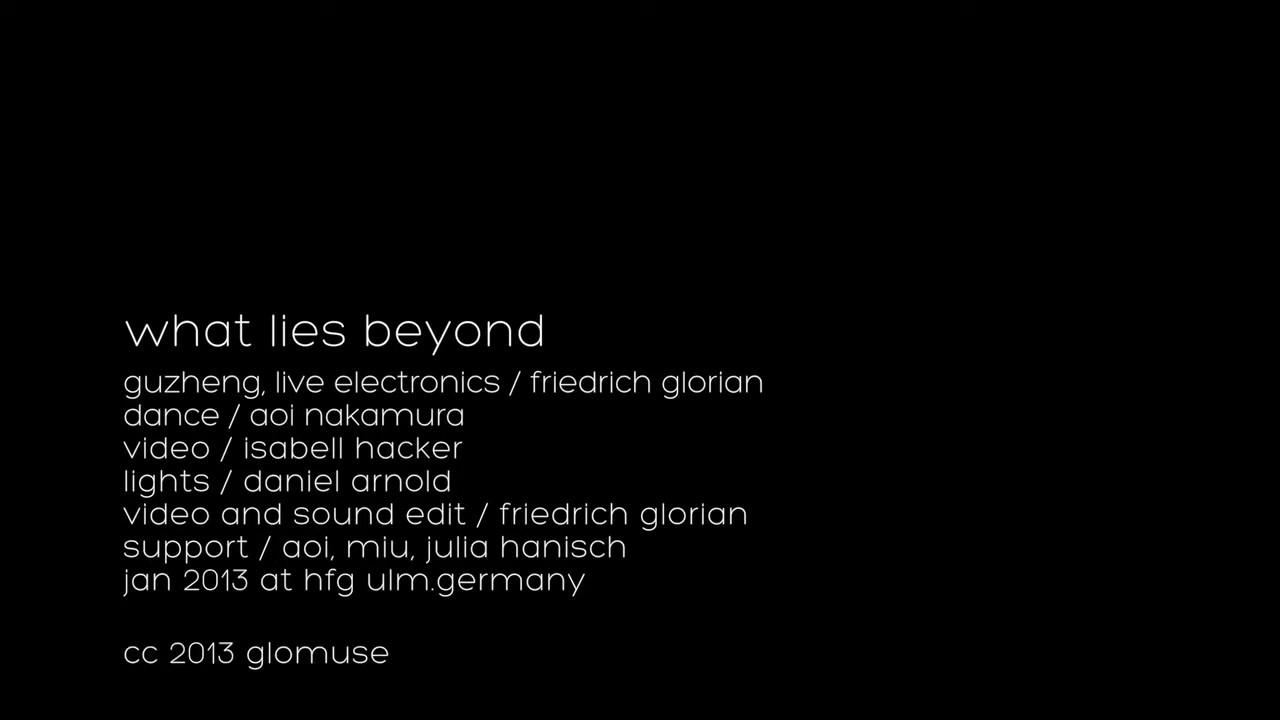 what lies beyond
guzheng, live electronics / friedrich glorian
dance / aoi nakamura
video / isabell hacker
lights / daniel arnold
video and sound edit / friedrich glorian
support / aoi, miu, julia hanisch
jan 2013 at hfg ulm.germany
cc 2013 glomuse